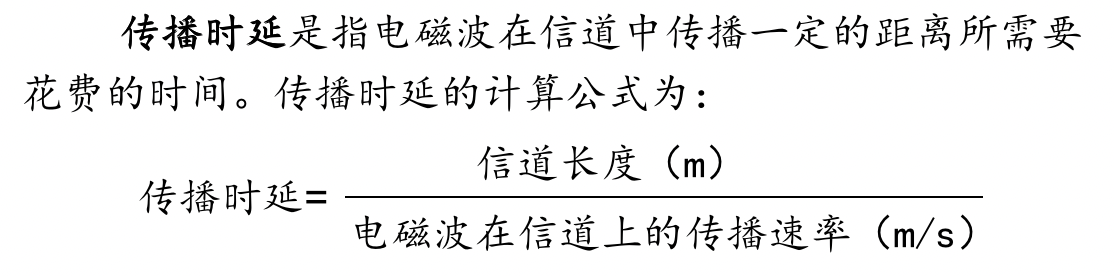 传播时延是指电磁波在信道中传播一定的距离所需要
花费的时间。传播时延的计算公式为：
信道长度（m）
传播时延=
电磁波在信道上的传播速率（m/s）